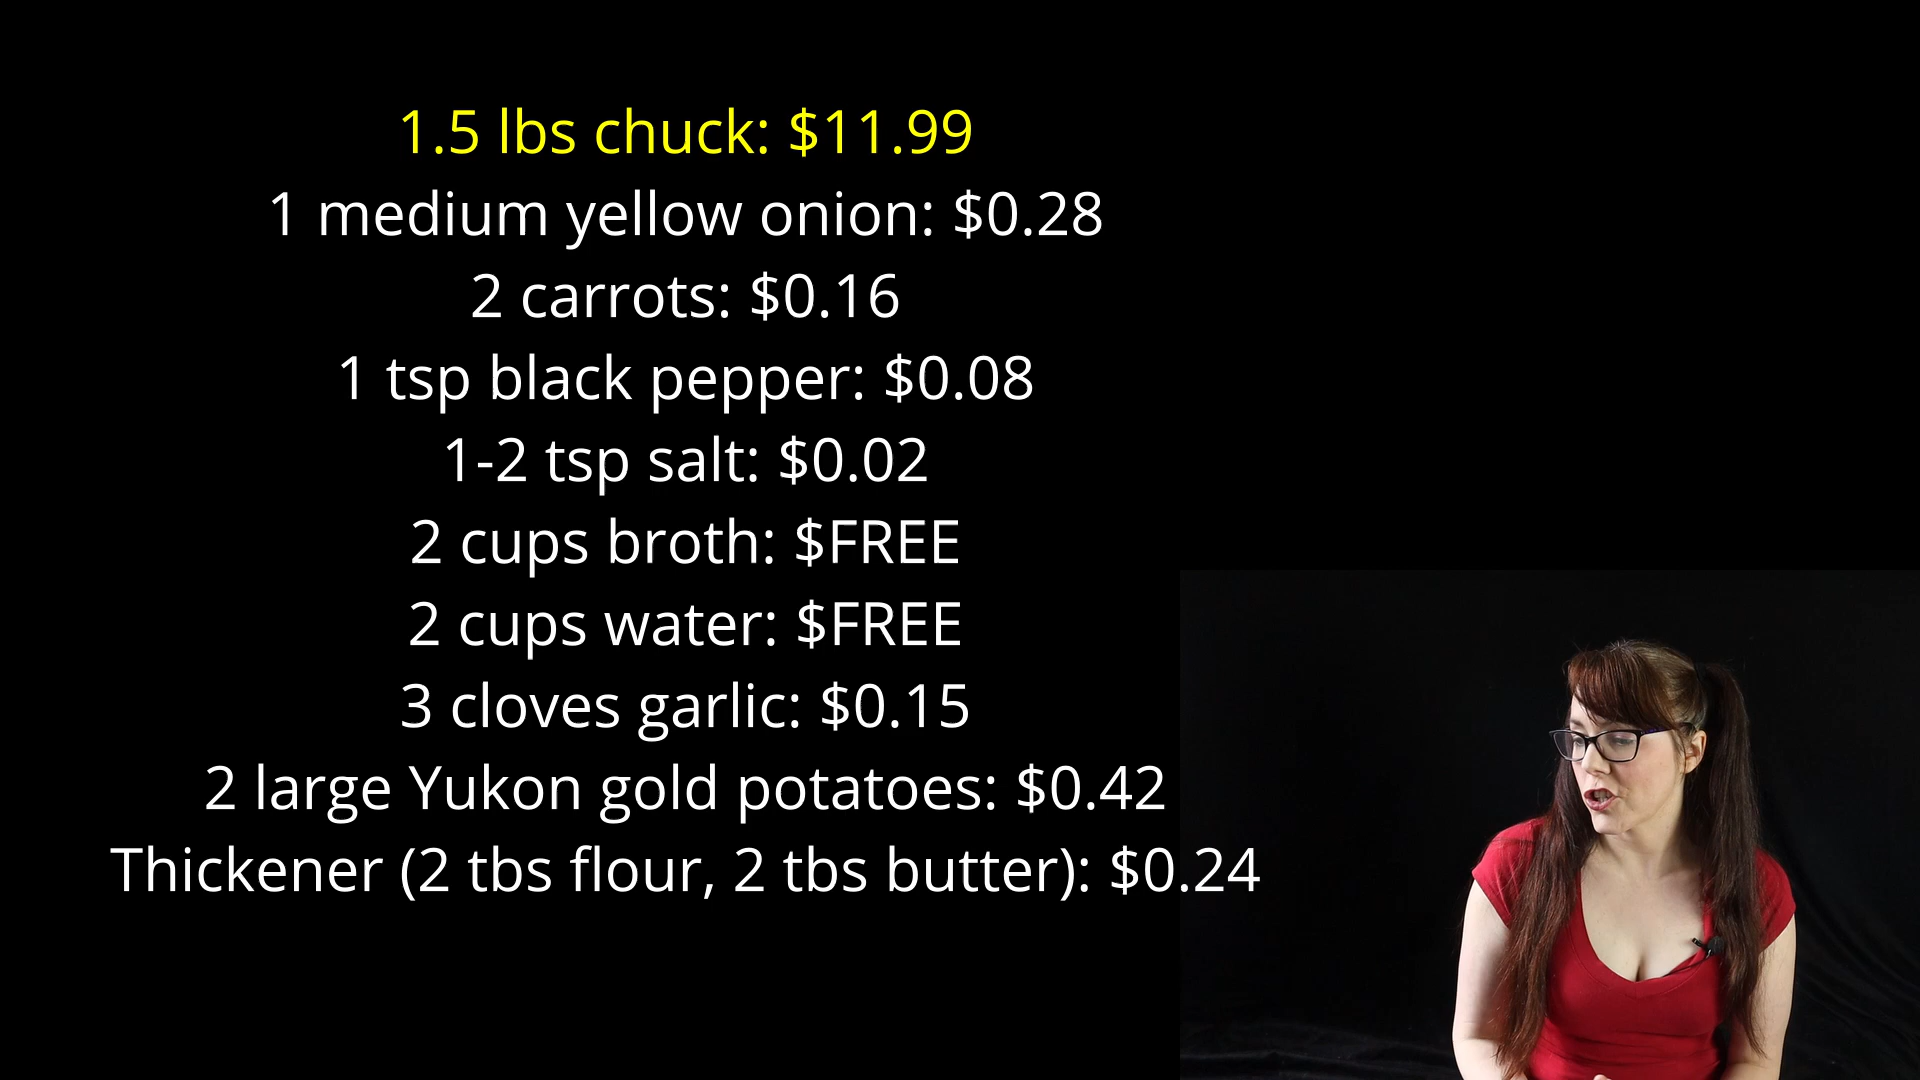 1.5 lbs chuck: $11.99
1 medium yellow onion: $0.28
2 carrots: $0.16
1 tsp black pepper: $0.08
1-2 tsp salt: $0.02
2 cups broth: $FREE
2 cups water: $FREE
3 cloves garlic: $0.15
2 large Yukon gold potatoes: $0.42
Thickener (2 tbs flour, 2 tbs butter): $0.24